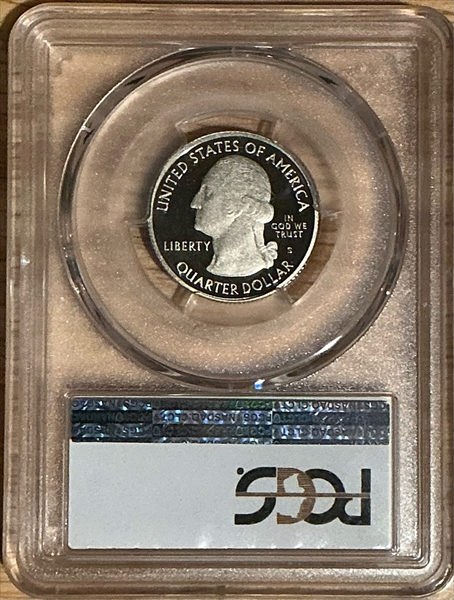 UNITED STATES OF AMERICA
IN
GOD WE
TRUST
LIBERTY
S
QUARTER DOLLAR
PCGS